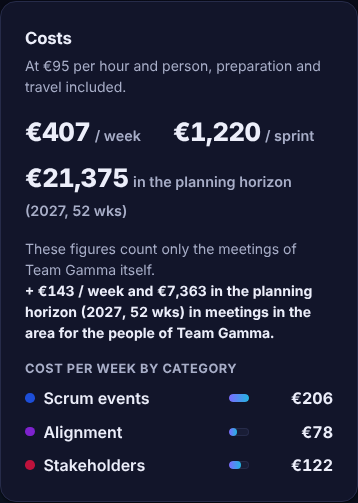 Costs
At €95 per hour and person, preparation and
travel included.
€407 / week €1,220 / sprint
€21,375 in the planning horizon
(2027, 52 wks)
These figures count only the meetings of
Team Gamma itself.
+ €143 / week and €7,363 in the planning
horizon (2027, 52 wks) in meetings in the
area for the people of Team Gamma.
COST PER WEEK BY CATEGORY
Scrum events €206
Alignment €78
Stakeholders €122